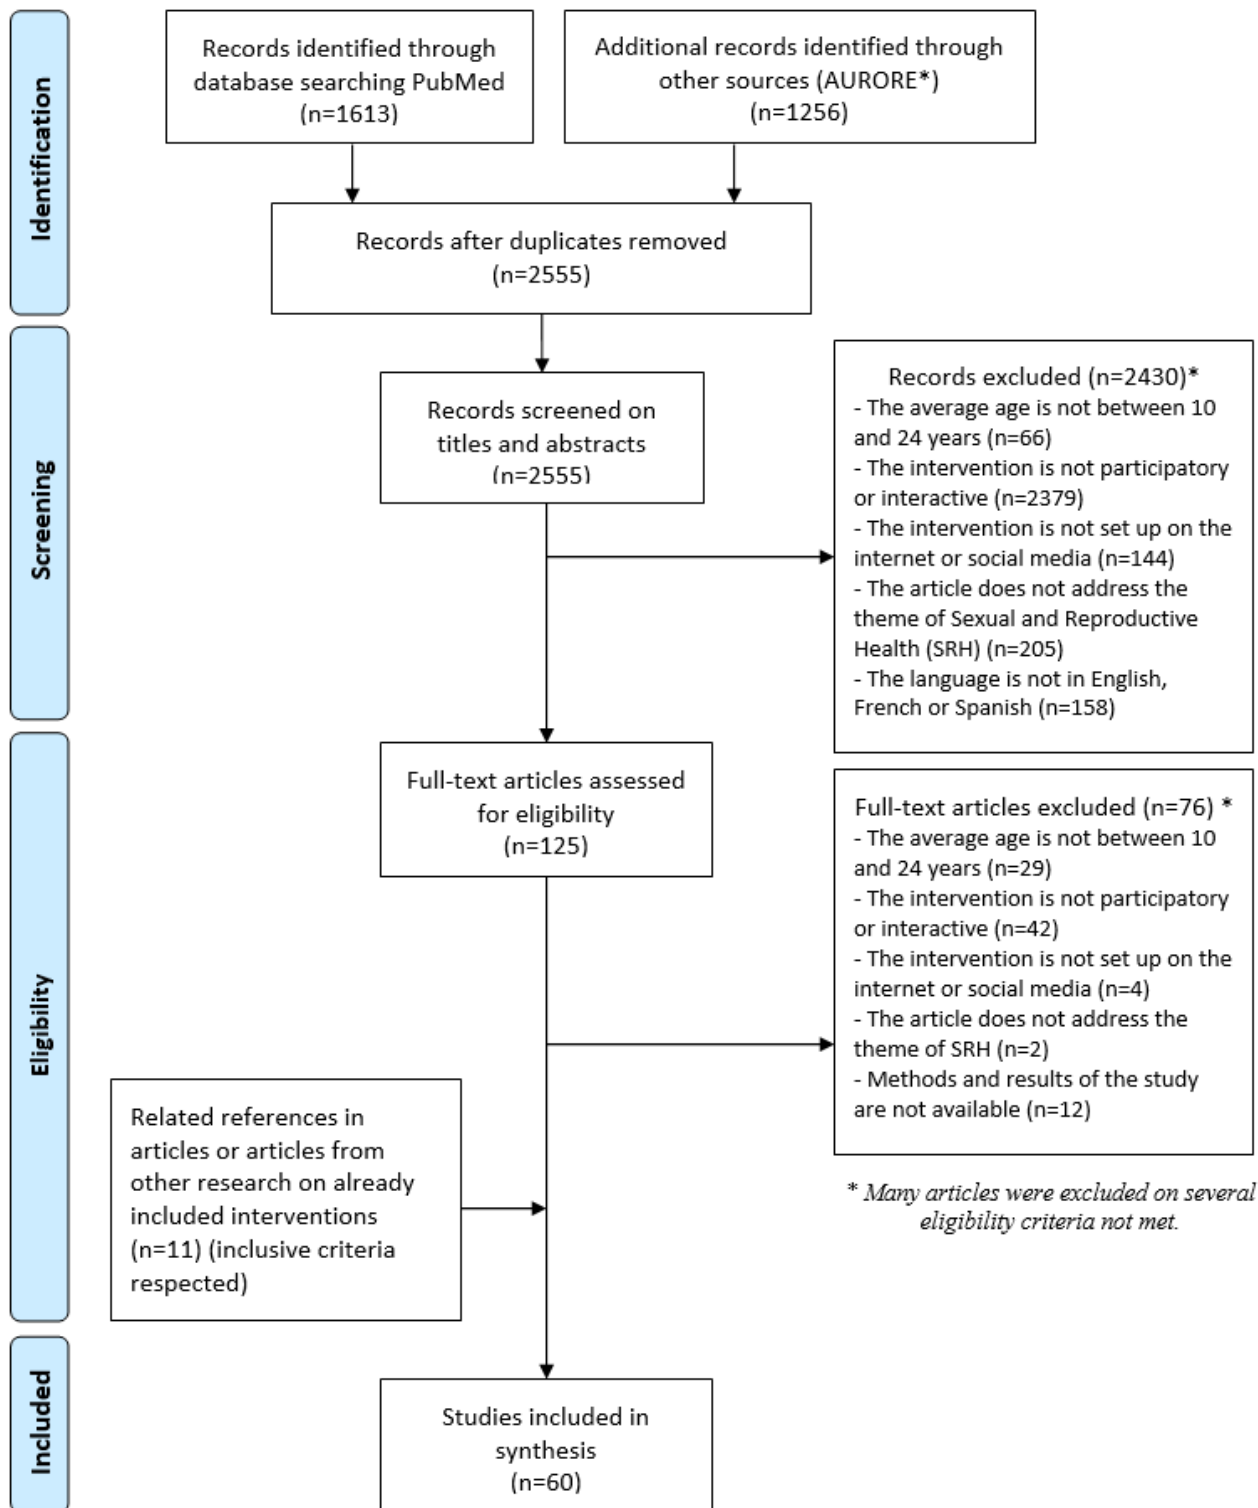 Identification
Records identified through
database searching PubMed
(n=1613)
Additional records identified through
other sources (AURORE*)
(n=1256)
Records after duplicates removed
(n=2555)
Screening
Records screened on
titles and abstracts
(n=2555)
Records excluded (n=2430)*
- The average age is not between 10
and 24 years (n=66)
- The intervention is not participatory
or interactive (n=2379)
- The intervention is not set up on the
internet or social media (n=144)
- The article does not address the
theme of Sexual and Reproductive
Health (SRH) (n=205)
- The language is not in English,
French or Spanish (n=158)
Eligibility
Full-text articles assessed
for eligibility
(n=125)
Full-text articles excluded (n=76) *
- The average age is not between 10
and 24 years (n=29)
- The intervention is not participatory
or interactive (n=42)
- The intervention is not set up on the
internet or social media (n=4)
- The article does not address the
theme of SRH (n=2)
- Methods and results of the study
are not available (n=12)
Related references in
articles or articles from
other research on already
included interventions
(n=11) (inclusive criteria
respected)
* Many articles were excluded on several
eligibility criteria not met.
Included
Studies included in
synthesis
(n=60)